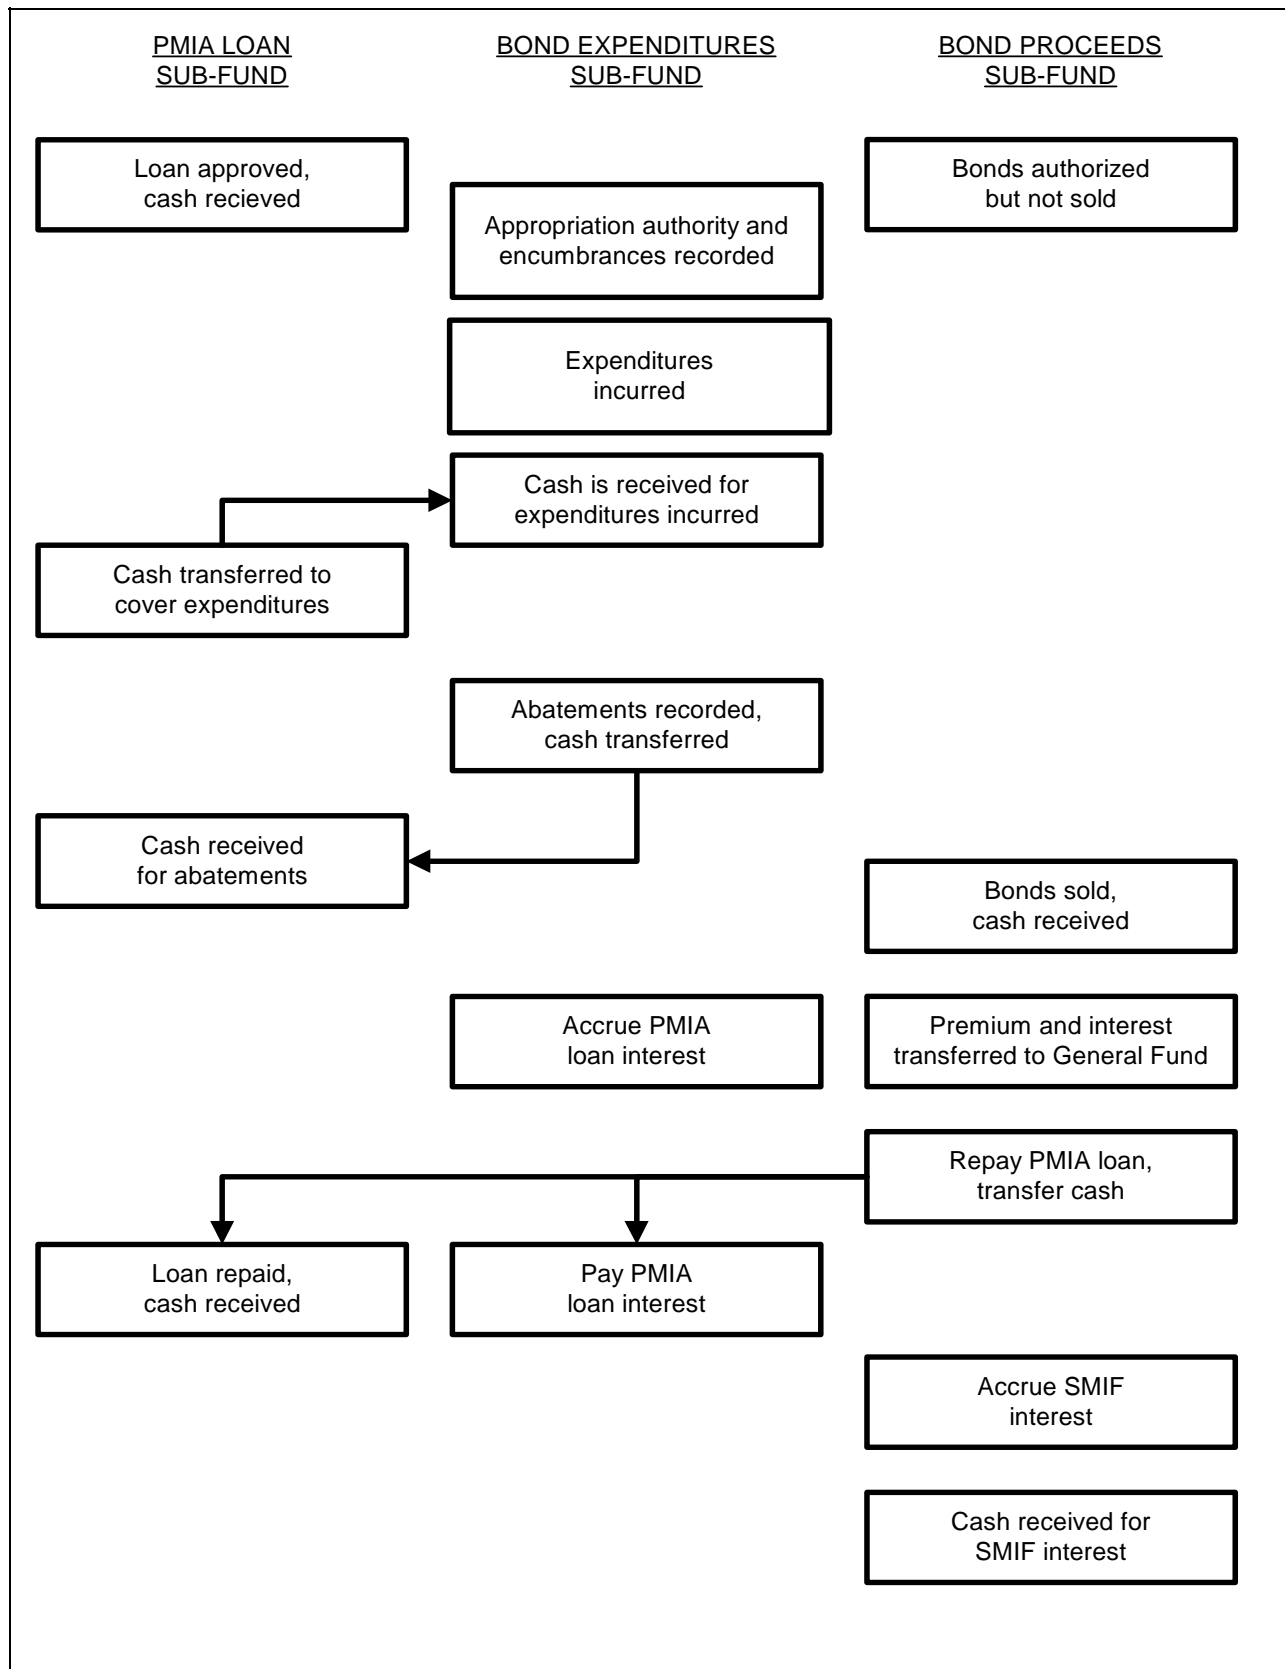 PMIA LOAN
SUB-FUND
BOND EXPENDITURES
SUB-FUND
BOND PROCEEDS
SUB-FUND
Loan approved,
cash recieved
Bonds authorized
but not sold
Appropriation authority and
encumbrances recorded
Expenditures
incurred
Cash is received for
expenditures incurred
Cash transferred to
cover expenditures
Abatements recorded,
cash transferred
Cash received
for abatements
Bonds sold,
cash received
Accrue PMIA
loan interest
Premium and interest
transferred to General Fund
Repay PMIA loan,
transfer cash
Loan repaid,
cash received
Pay PMIA
loan interest
Accrue SMIF
interest
Cash received for
SMIF interest